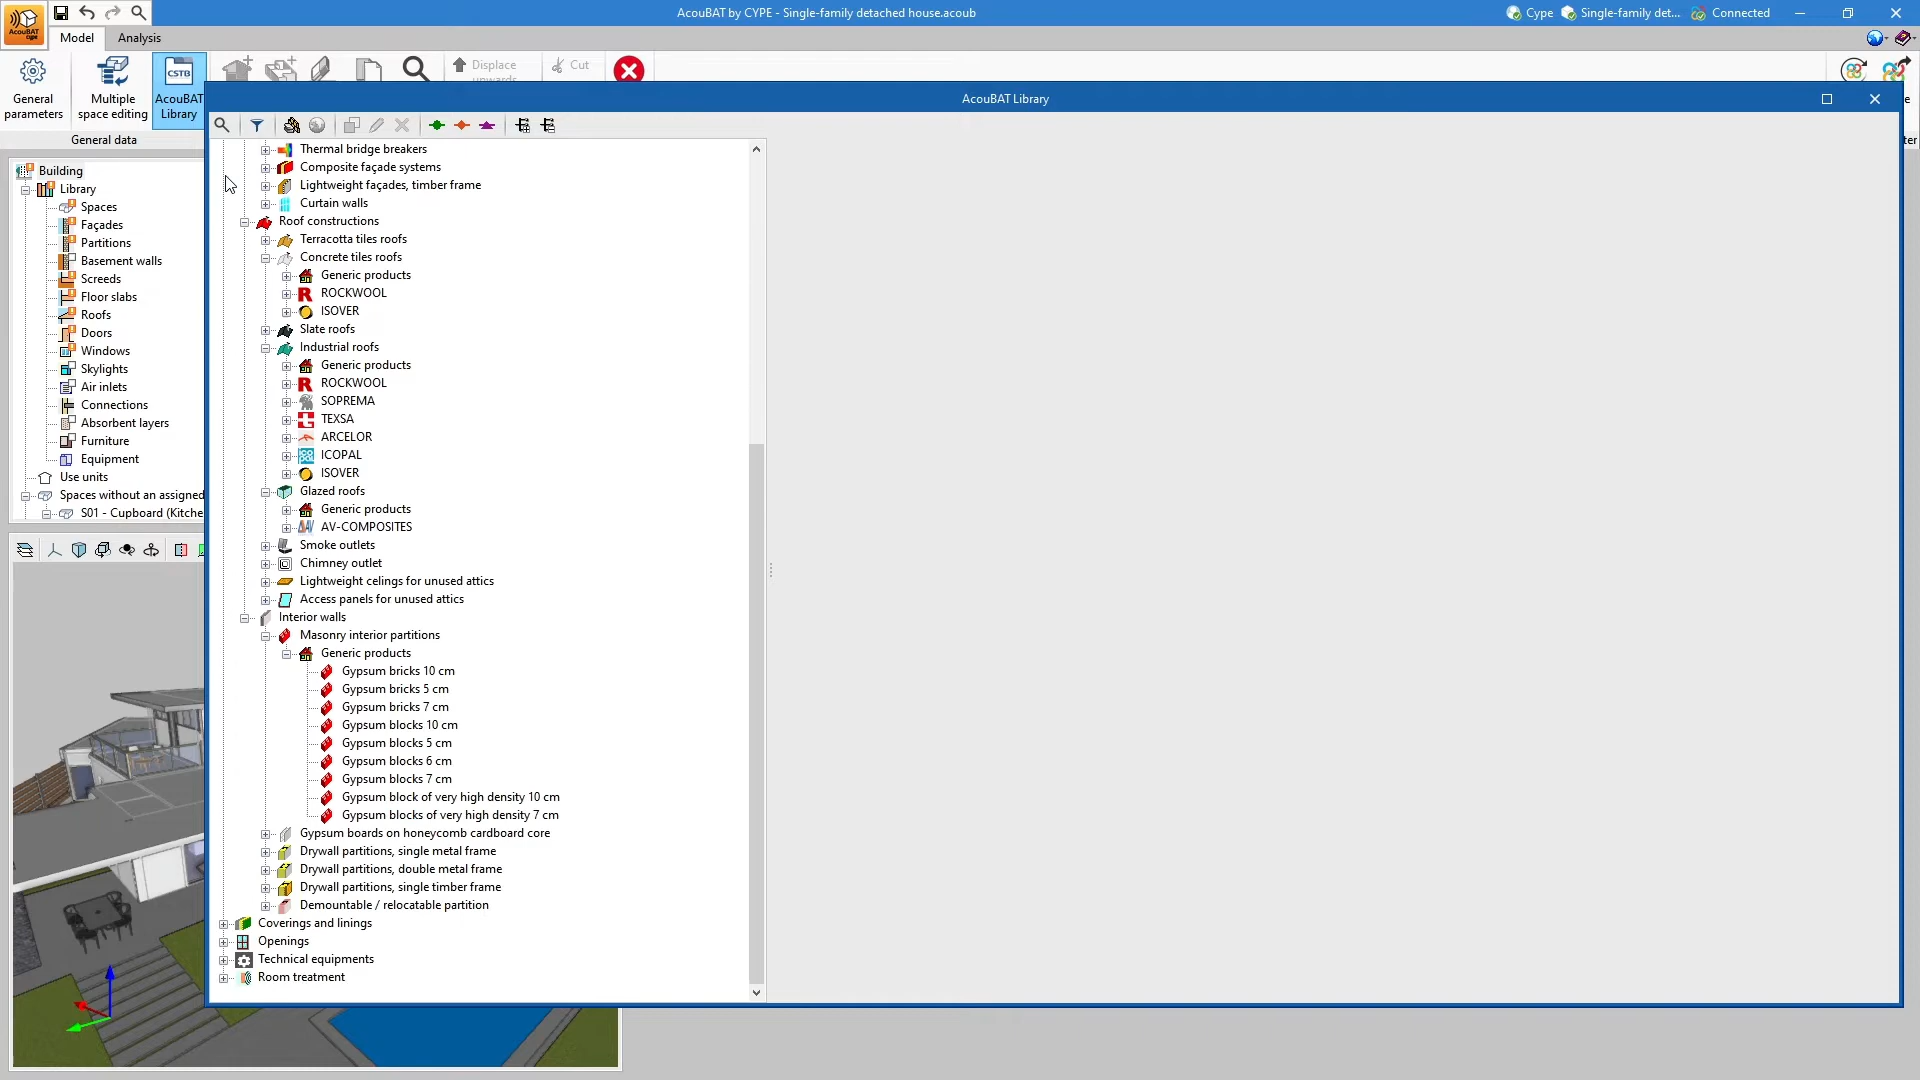 AcouBAT by CYPE - Single-family detached house.acoub
Cype
Single-family det...
Connected
AcouBAT
cype
Model
Analysis
General
parameters
Multiple
space editing
CSTB
AcouBAT
Library
Displace
upwards
Cut
General data
AcouBAT Library
Building
Library
Spaces
Façades
Partitions
Basement walls
Screeds
Floor slabs
Roofs
Doors
Windows
Skylights
Air inlets
Connections
Absorbent layers
Furniture
Equipment
Use units
Spaces without an assigned
S01 - Cupboard (Kitche
Thermal bridge breakers
Composite façade systems
Lightweight façades, timber frame
Curtain walls
Roof constructions
Terracotta tiles roofs
Concrete tiles roofs
Generic products
ROCKWOOL
ISOVER
Slate roofs
Industrial roofs
Generic products
ROCKWOOL
SOPREMA
TEXSA
ARCELOR
ICOPAL
ISOVER
Glazed roofs
Generic products
AV-COMPOSITES
Smoke outlets
Chimney outlet
Lightweight celings for unused attics
Access panels for unused attics
Interior walls
Masonry interior partitions
Generic products
Gypsum bricks 10 cm
Gypsum bricks 5 cm
Gypsum bricks 7 cm
Gypsum blocks 10 cm
Gypsum blocks 5 cm
Gypsum blocks 6 cm
Gypsum blocks 7 cm
Gypsum block of very high density 10 cm
Gypsum blocks of very high density 7 cm
Gypsum boards on honeycomb cardboard core
Drywall partitions, single metal frame
Drywall partitions, double metal frame
Drywall partitions, single timber frame
Demountable / relocatable partition
Coverings and linings
Openings
Technical equipments
Room treatment